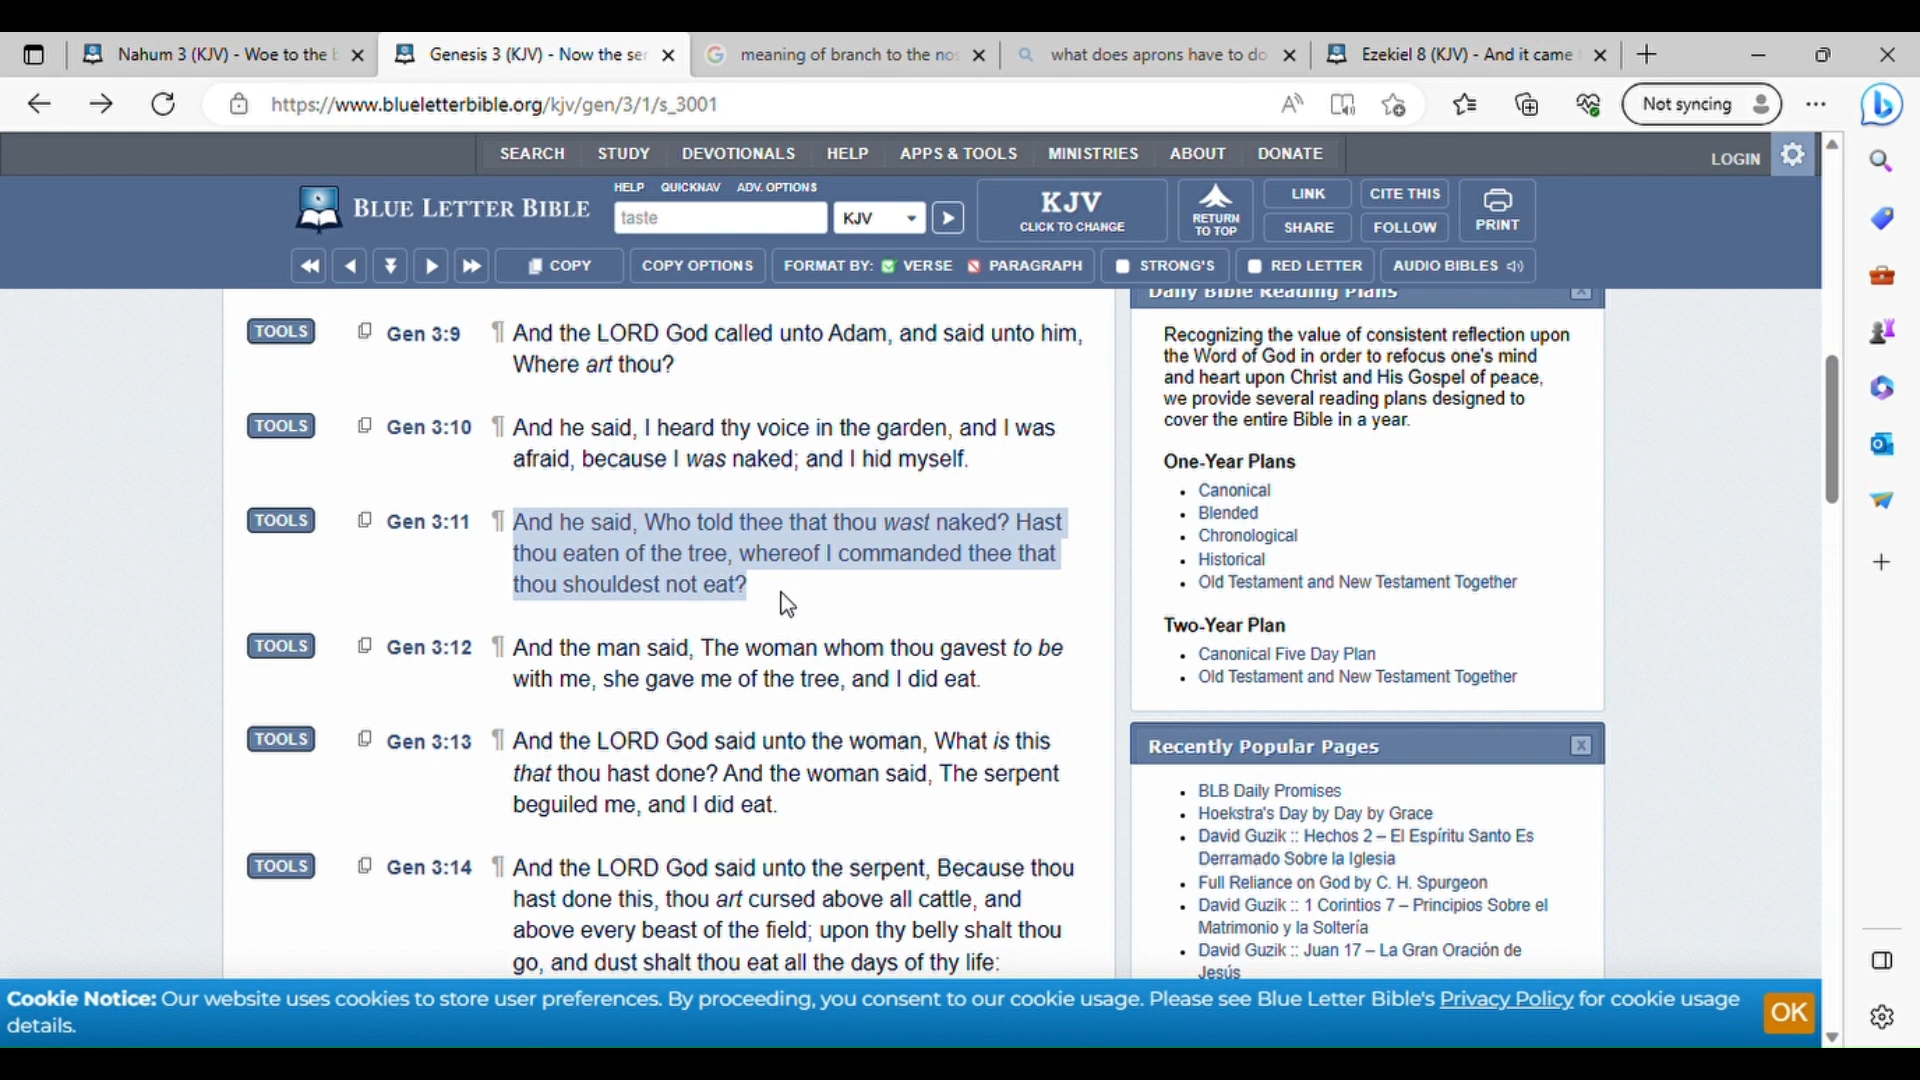 Nahum 3 (KJV) - Woe to the b
Genesis 3 (KJV) - Now the ser
meaning of branch to the nos
what does aprons have to do
Ezekiel 8 (KJV) - And it came t
https://www.blueletterbible.org/kjv/gen/3/1/s_3001
Not syncing
SEARCH STUDY DEVOTIONALS HELP APPS & TOOLS MINISTRIES ABOUT DONATE
LOGIN
BLUE LETTER BIBLE
HELP QUICKNAV ADV. OPTIONS
taste
KJV
KJV
CLICK TO CHANGE
RETURN
TO TOP
LINK
CITE THIS
SHARE
FOLLOW
PRINT
COPY
COPY OPTIONS
FORMAT BY: VERSE PARAGRAPH
STRONG'S
RED LETTER
AUDIO BIBLES
TOOLS Gen 3:9 ¶ And the LORD God called unto Adam, and said unto him,
Where art thou?
TOOLS Gen 3:10 ¶ And he said, I heard thy voice in the garden, and I was
afraid, because I was naked; and I hid myself.
TOOLS Gen 3:11 ¶ And he said, Who told thee that thou wast naked? Hast
thou eaten of the tree, whereof I commanded thee that
thou shouldest not eat?
TOOLS Gen 3:12 ¶ And the man said, The woman whom thou gavest to be
with me, she gave me of the tree, and I did eat.
TOOLS Gen 3:13 ¶ And the LORD God said unto the woman, What is this
that thou hast done? And the woman said, The serpent
beguiled me, and I did eat.
TOOLS Gen 3:14 ¶ And the LORD God said unto the serpent, Because thou
hast done this, thou art cursed above all cattle, and
above every beast of the field; upon thy belly shalt thou
go, and dust shalt thou eat all the days of thy life:
Daily Bible Reading Plans
Recognizing the value of consistent reflection upon
the Word of God in order to refocus one's mind
and heart upon Christ and His Gospel of peace,
we provide several reading plans designed to
cover the entire Bible in a year.
One-Year Plans
• Canonical
• Blended
• Chronological
• Historical
• Old Testament and New Testament Together
Two-Year Plan
• Canonical Five Day Plan
• Old Testament and New Testament Together
Recently Popular Pages
• BLB Daily Promises
• Hoekstra's Day by Day by Grace
• David Guzik :: Hechos 2 – El Espíritu Santo Es
Derramado Sobre la Iglesia
• Full Reliance on God by C. H. Spurgeon
• David Guzik :: 1 Corintios 7 – Principios Sobre el
Matrimonio y la Soltería
• David Guzik :: Juan 17 – La Gran Oración de
Jesús
Cookie Notice: Our website uses cookies to store user preferences. By proceeding, you consent to our cookie usage. Please see Blue Letter Bible's Privacy Policy for cookie usage
details.
OK